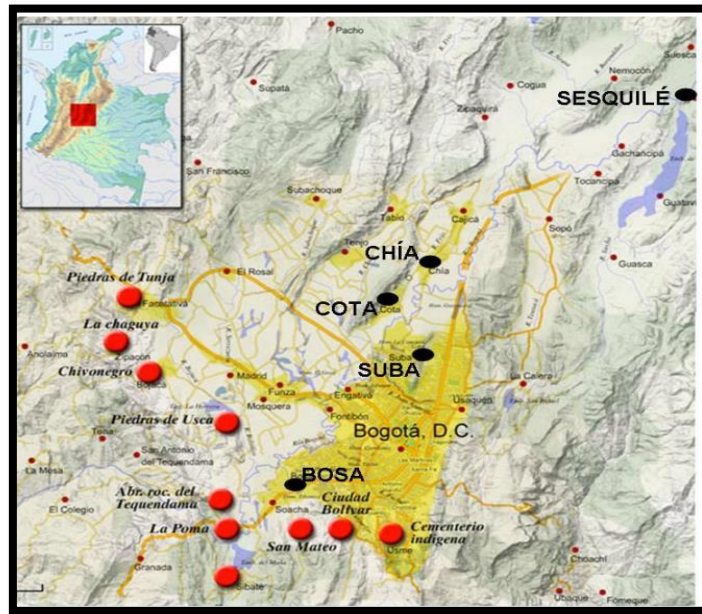 Pacho
Supatá
Cogua
Nemocón
Zipaquirá
SESQUILÉ
Gachancipá
Tocancipá
San Francisco
Subachoque
Tabio
Cajicá
Sopó
Guasca
Tenjo
CHÍA
Chía
El Rosal
Piedras de Tunja
Facatativá
COTA
Cota
La chaguya
Anolaima
Zipacón
Suba
SUBA
Chivonegro
Madrid
La Calera
Funza
Engativá
Mosquera
Usaquén
Fontibón
Piedras de Usca
Bogotá, D.C.
Tena
San Antonio
del Tequendama
La Mesa
BOSA
Abr. roc. del
Tequendama
Ciudad
Bolívar
El Colegio
Soacha
La Poma
San Mateo
Cementerio
indigena
Usme
Granada
Choachí
Sibaté
Ubaque
Fómeque